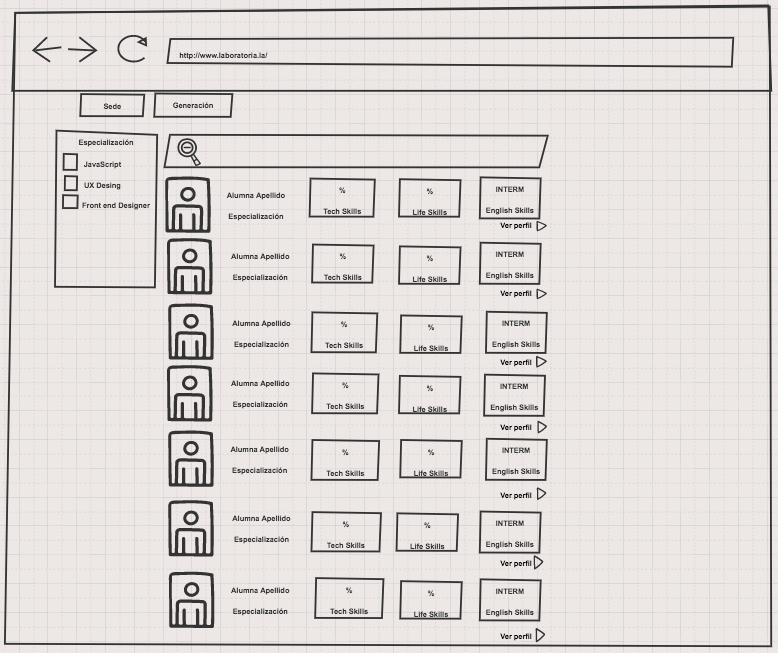 http://www.laboratoria.la/
Sede
Generación
Especialización
JavaScript
UX Desing
Front end Designer
Alumna Apellido
Especialización
%
Tech Skills
%
Life Skills
INTERM
English Skills
Ver perfil
Alumna Apellido
Especialización
%
Tech Skills
%
Life Skills
INTERM
English Skills
Ver perfil
Alumna Apellido
Especialización
%
Tech Skills
%
Life Skills
INTERM
English Skills
Ver perfil
Alumna Apellido
Especialización
%
Tech Skills
%
Life Skills
INTERM
English Skills
Ver perfil
Alumna Apellido
Especialización
%
Tech Skills
%
Life Skills
INTERM
English Skills
Ver perfil
Alumna Apellido
Especialización
%
Tech Skills
%
Life Skills
INTERM
English Skills
Ver perfil
Alumna Apellido
Especialización
%
Tech Skills
%
Life Skills
INTERM
English Skills
Ver perfil